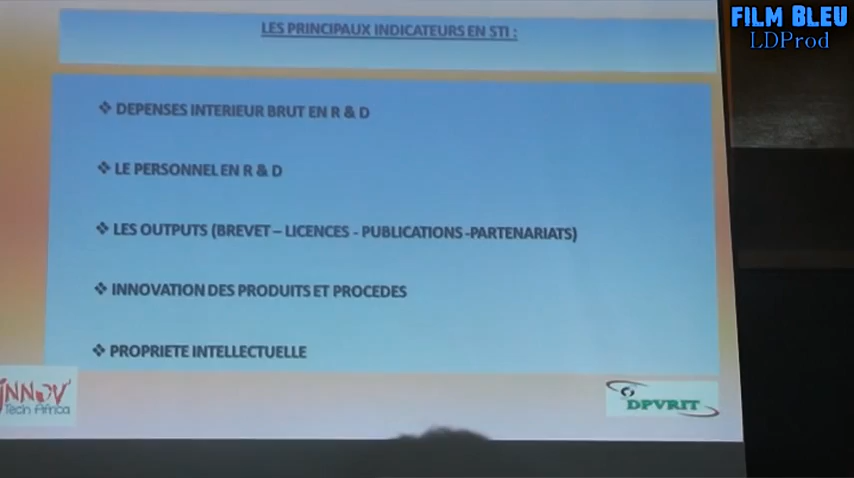 FILM BLEU
LDProd
LES PRINCIPAUX INDICATEURS EN STI :
DEPENSES INTERIEUR BRUT EN R & D
LE PERSONNEL EN R & D
LES OUTPUTS (BREVET – LICENCES - PUBLICATIONS -PARTENARIATS)
INNOVATION DES PRODUITS ET PROCEDES
PROPRIETE INTELLECTUELLE
iNNOV'
Tech Africa
DPVRIT